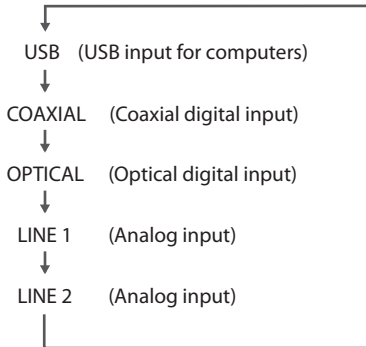 USB (USB input for computers)
COAXIAL (Coaxial digital input)
OPTICAL (Optical digital input)
LINE 1 (Analog input)
LINE 2 (Analog input)